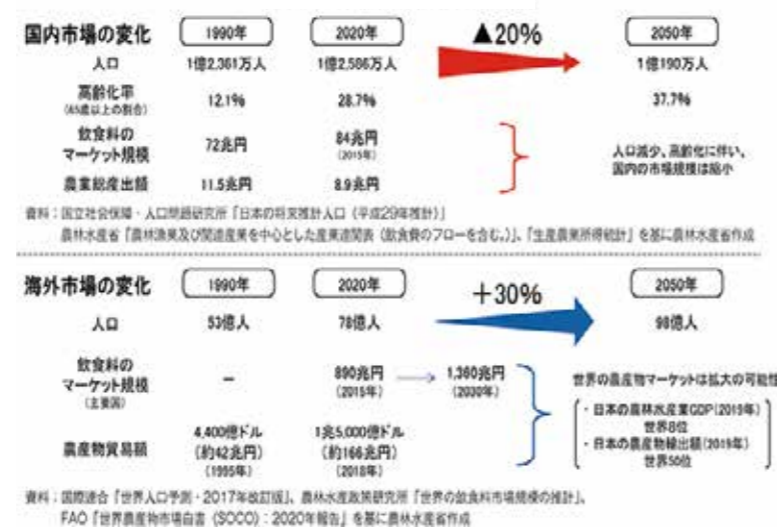 国内市場の変化 1990年 2020年 ▲20% 2050年
人口 1億2,361万人 1億2,586万人 1億190万人
高齢化率 12.1% 28.7% 37.7%
(65歳以上の割合)
飲食料の
マーケット規模 72兆円 84兆円
(2015年)
人口減少、高齢化に伴い、
国内の市場規模は縮小
農業総産出額 11.5兆円 8.9兆円
資料：国立社会保障・人口問題研究所「日本の将来推計人口（平成29年推計）」
農林水産省「農林漁業及び関連産業を中心とした産業連関表（飲食費のフローを含む。）」、「生産農業所得統計」を基に農林水産省作成
海外市場の変化 1990年 2020年 +30% 2050年
人口 53億人 78億人 98億人
飲食料の
マーケット規模
(主要国)
– 890兆円 1,360兆円
(2015年) (2030年)
世界の農産物マーケットは拡大の可能性
・日本の農林水産業GDP(2019年)
世界8位
・日本の農産物輸出額(2019年)
世界50位
農産物貿易額 4,400億ドル 1兆5,000億ドル
(約42兆円) (約166兆円)
(1995年) (2018年)
資料：国際連合「世界人口予測・2017年改訂版」、農林水産政策研究所「世界の飲食料市場規模の推計」、
FAO「世界農産物市場白書（SOCO）：2020年報告」を基に農林水産省作成